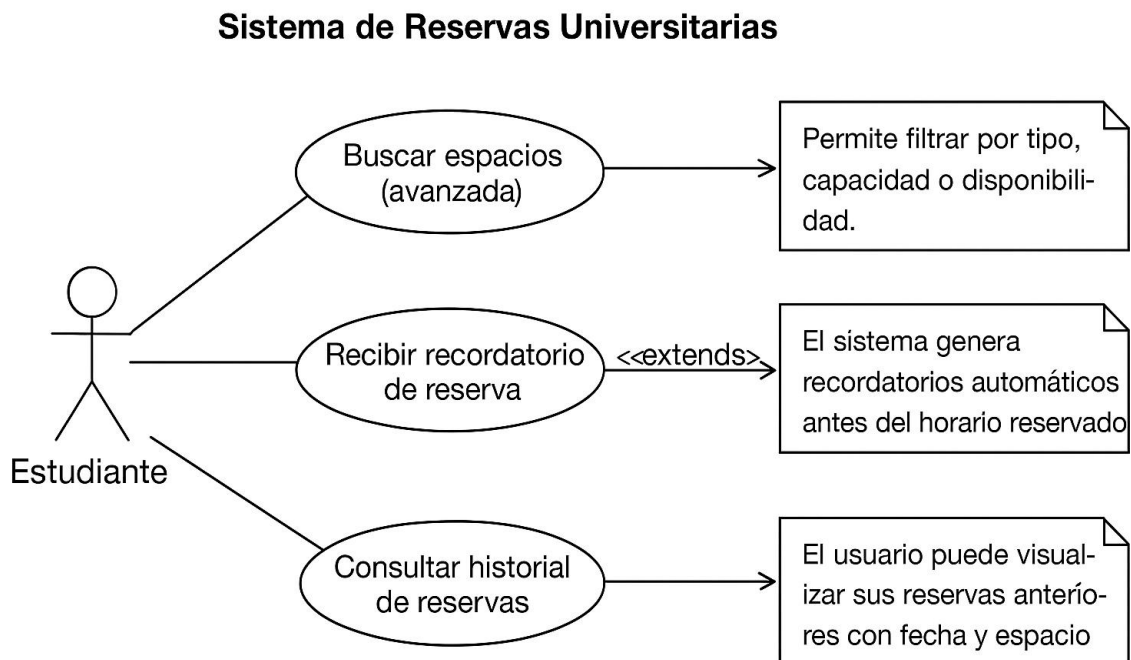 Sistema de Reservas Universitarias
Buscar espacios
(avanzada)
Permite filtrar por tipo,
capacidad o disponibili-
dad.
Estudiante
Recibir recordatorio
de reserva
<<extends>
El sístema genera
recordatorios automáticos
antes del horario reservado
Consultar historial
de reservas
El usuario puede visual-
izar sus reservas anterío-
res con fecha y espacio